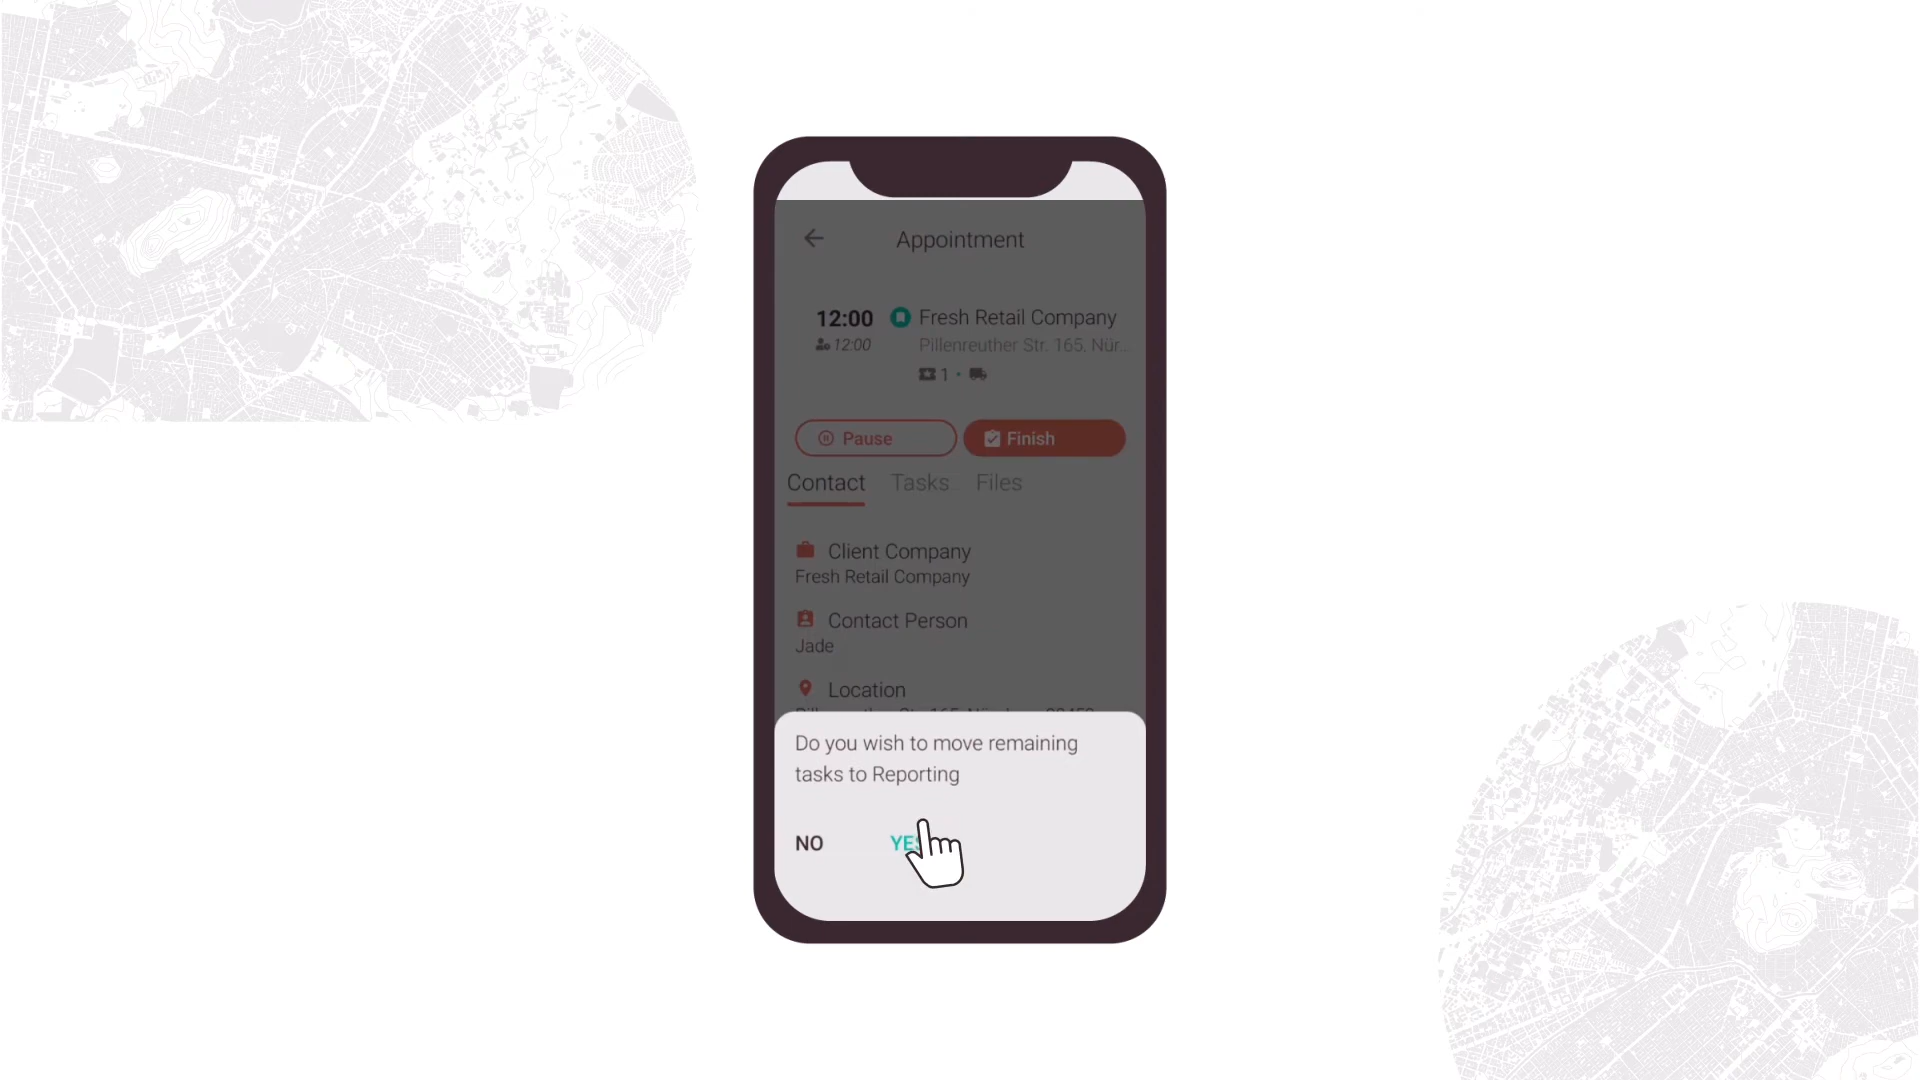 Appointment
12:00 Fresh Retail Company
12:00 Pillenreuther Str. 165, Nür...
1
Pause Finish
Contact Tasks Files
Client Company
Fresh Retail Company
Contact Person
Jade
Location
Do you wish to move remaining
tasks to Reporting
NO YES